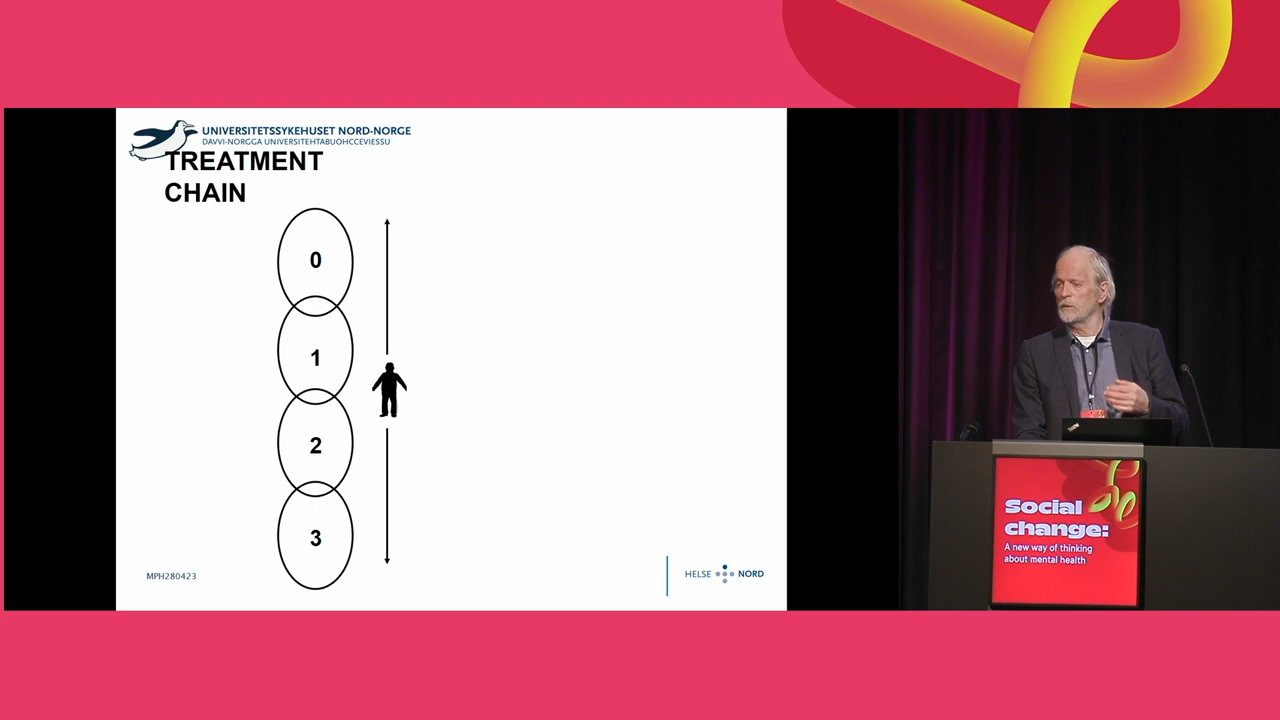 UNIVERSITETSSYKEHUSET NORD-NORGE
DAVVI-NORGGA UNIVERSITEHTABUOHCCEVIESSU
TREATMENT
CHAIN
0
1
2
3
MPH280423
HELSE NORD
Social
change:
A new way of thinking
about mental health